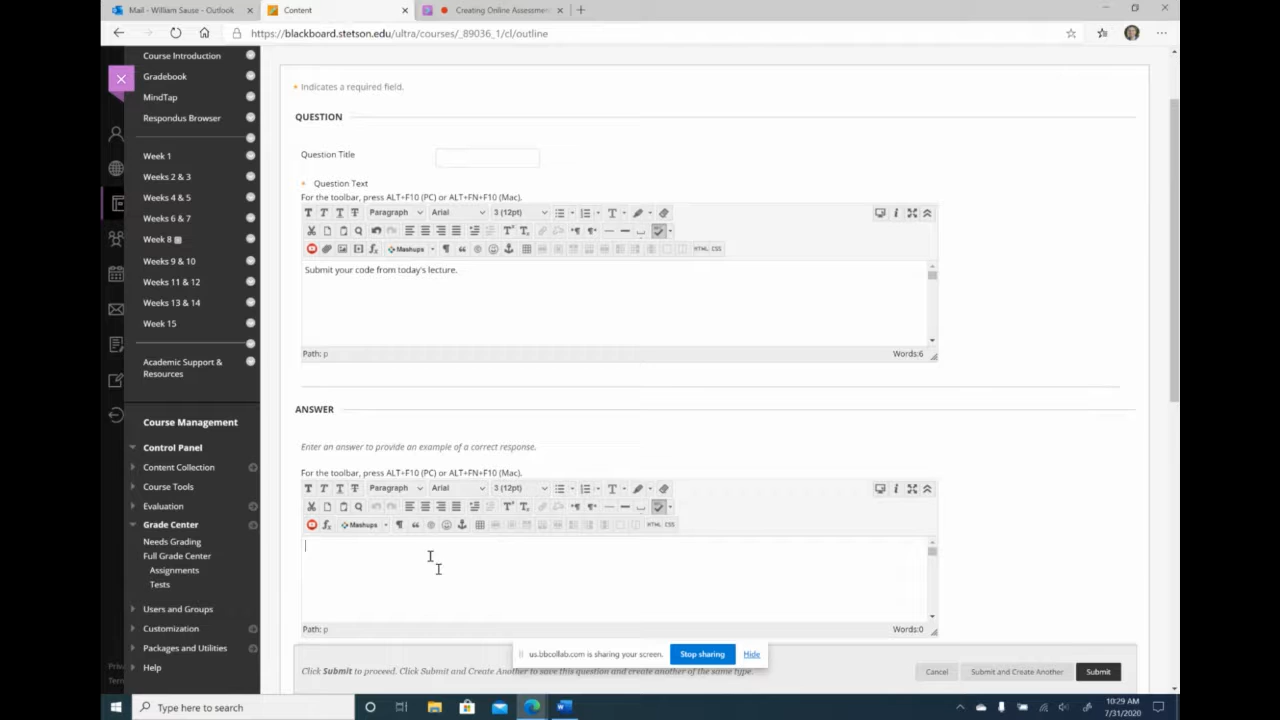 Mail - William Sause - Outlook
Content
Creating Online Assessmen
https://blackboard.stetson.edu/ultra/courses/_89036_1/cl/outline
Course Introduction
Gradebook
MindTap
Respondus Browser
Week 1
Weeks 2 & 3
Weeks 4 & 5
Weeks 6 & 7
Week 8
Weeks 9 & 10
Weeks 11 & 12
Weeks 13 & 14
Week 15
Academic Support &
Resources
Course Management
Control Panel
Content Collection
Course Tools
Evaluation
Grade Center
Needs Grading
Full Grade Center
Assignments
Tests
Users and Groups
Customization
Packages and Utilities
Help
Priv
Term
* Indicates a required field.
QUESTION
Question Title
* Question Text
For the toolbar, press ALT+F10 (PC) or ALT+FN+F10 (Mac).
T T T T Paragraph Arial 3 (12pt)
Mashups HTML CSS
Submit your code from today's lecture.
Path: p Words:6
ANSWER
Enter an answer to provide an example of a correct response.
For the toolbar, press ALT+F10 (PC) or ALT+FN+F10 (Mac).
T T T T Paragraph Arial 3 (12pt)
Mashups HTML CSS
Path: p Words:0
us.bbcollab.com is sharing your screen. Stop sharing Hide
Click Submit to proceed. Click Submit and Create Another to save this question and create another of the same type.
Cancel Submit and Create Another Submit
Type here to search
10:29 AM
7/31/2020